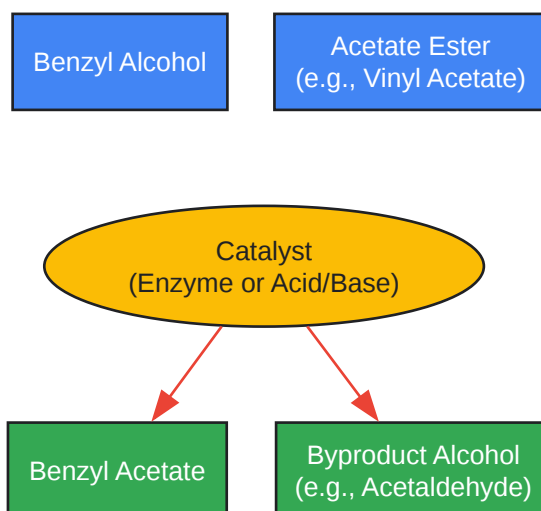 Benzyl Alcohol
Acetate Ester
(e.g., Vinyl Acetate)
Catalyst
(Enzyme or Acid/Base)
Benzyl Acetate
Byproduct Alcohol
(e.g., Acetaldehyde)